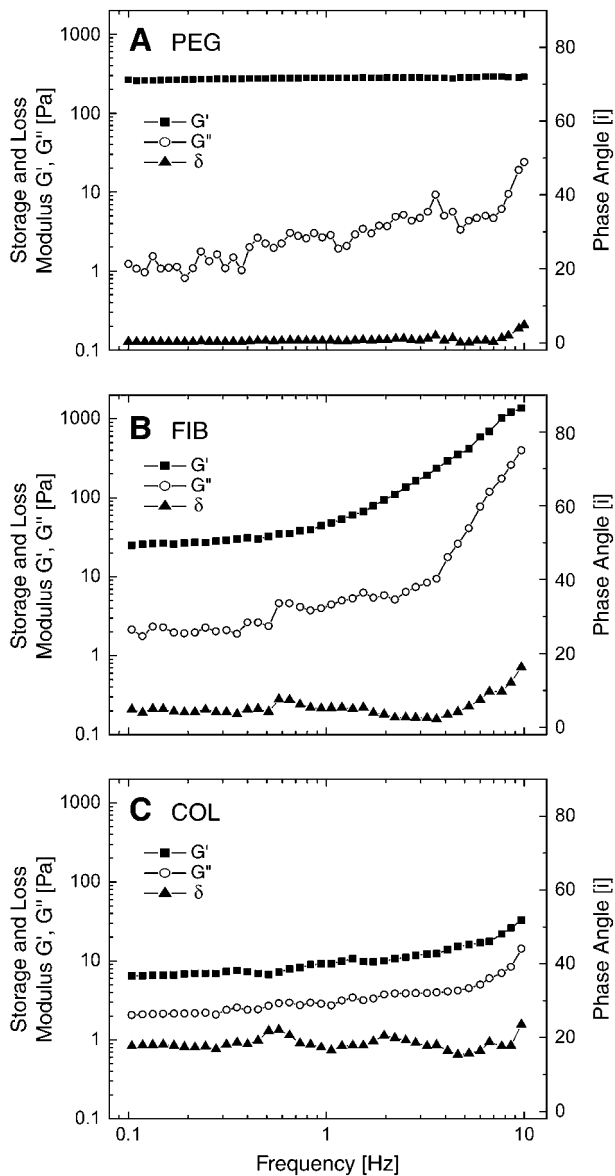 A PEG
Storage and Loss
Modulus G', G" [Pa]
1000
100
10
1
0.1
G'
G"
δ
80
60
40
20
0
Phase Angle [i]
B FIB
Storage and Loss
Modulus G', G" [Pa]
1000
100
10
1
0.1
G'
G"
δ
80
60
40
20
0
Phase Angle [i]
C COL
Storage and Loss
Modulus G', G" [Pa]
1000
100
10
1
0.1
G'
G"
δ
80
60
40
20
0
Phase Angle [i]
0.1 1 10
Frequency [Hz]